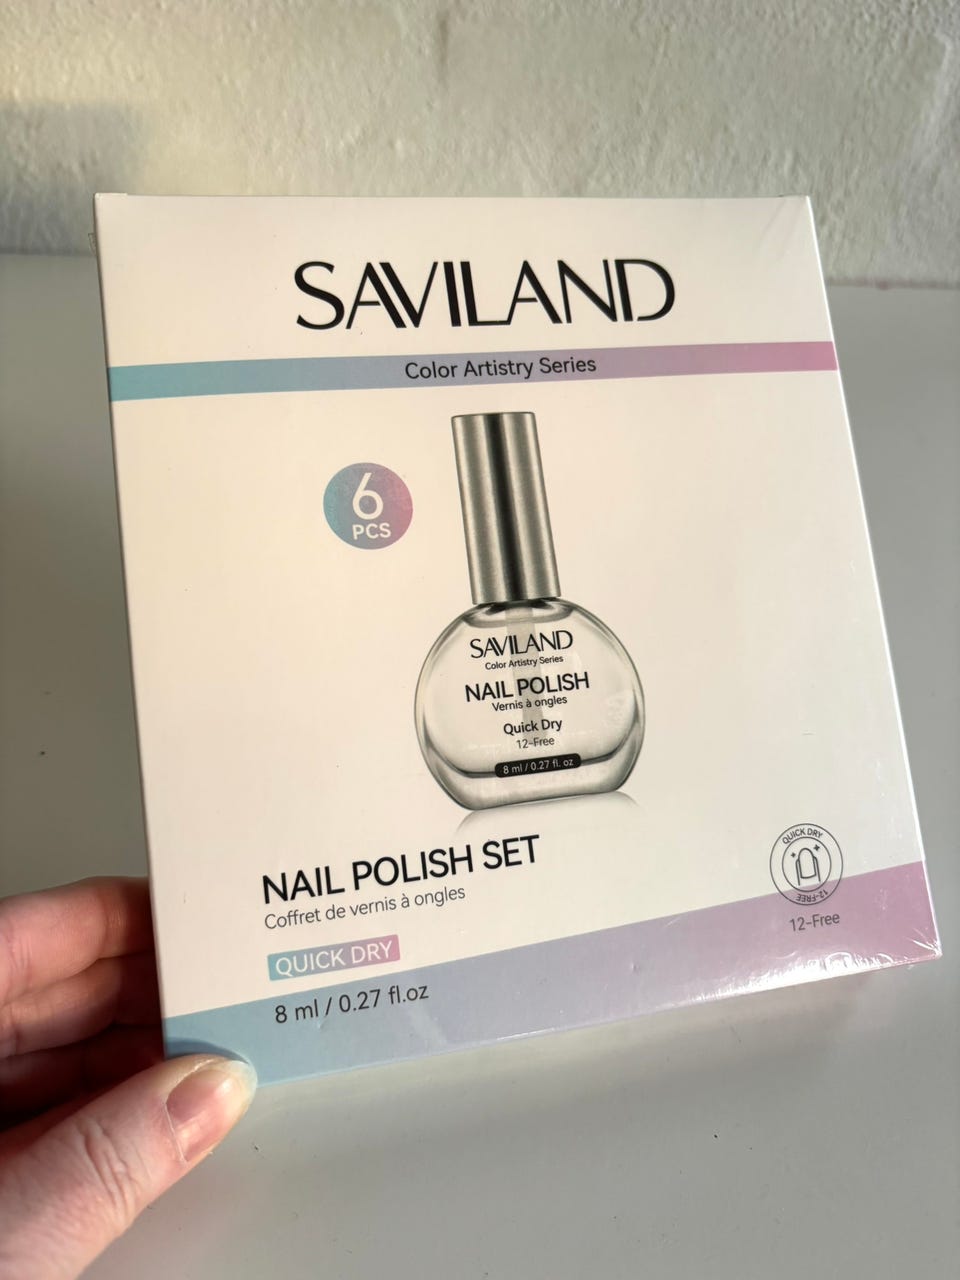 SAVILAND
Color Artistry Series
6
PCS
SAVILAND
Color Artistry Series
NAIL POLISH
Vernis à ongles
Quick Dry
12-Free
8 ml / 0.27 fl. oz
NAIL POLISH SET
Coffret de vernis à ongles
QUICK DRY
8 ml / 0.27 fl.oz
QUICK DRY
12-FREE
12-Free